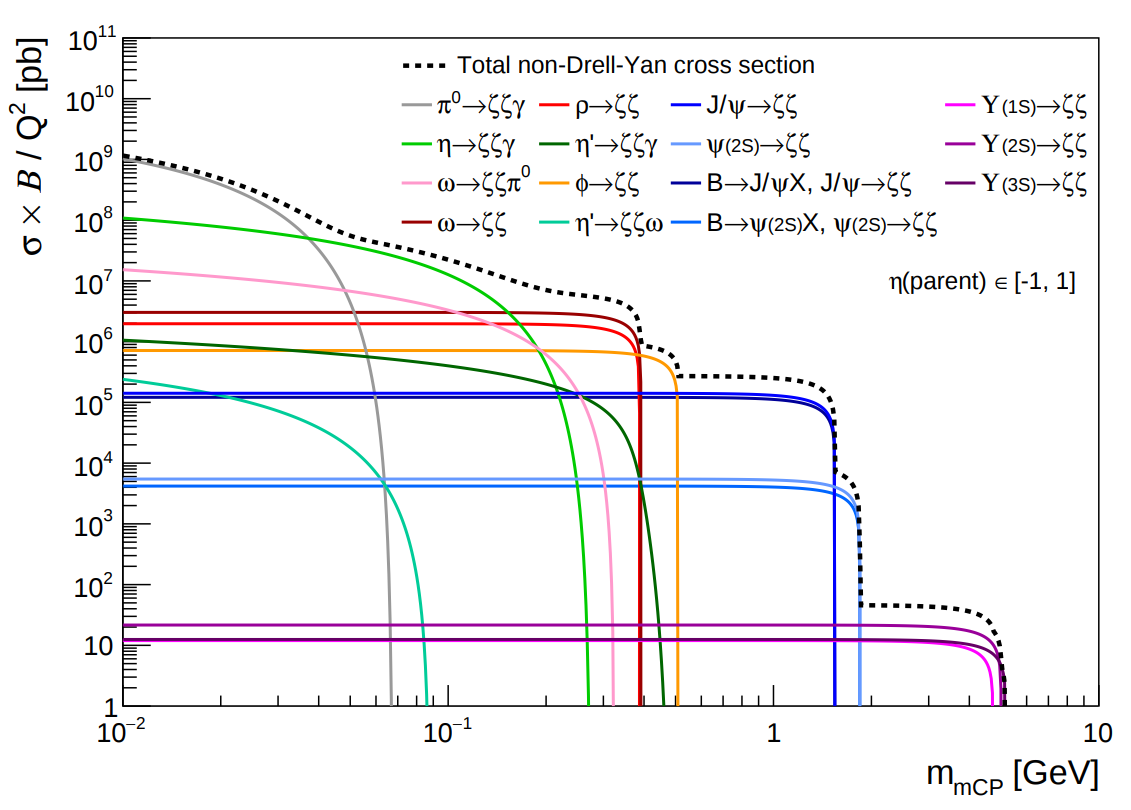 σ × B / Q² [pb]
10¹¹
10¹⁰
10⁹
10⁸
10⁷
10⁶
10⁵
10⁴
10³
10²
10
1
Total non-Drell-Yan cross section
π⁰→ζζγ ρ→ζζ J/ψ→ζζ Υ(1S)→ζζ
η→ζζγ η'→ζζγ ψ(2S)→ζζ Υ(2S)→ζζ
ω→ζζπ⁰ ϕ→ζζ B→J/ψX, J/ψ→ζζ Υ(3S)→ζζ
ω→ζζ η'→ζζω B→ψ(2S)X, ψ(2S)→ζζ
η(parent) ∈ [-1, 1]
10⁻² 10⁻¹ 1 10
m_mCP [GeV]